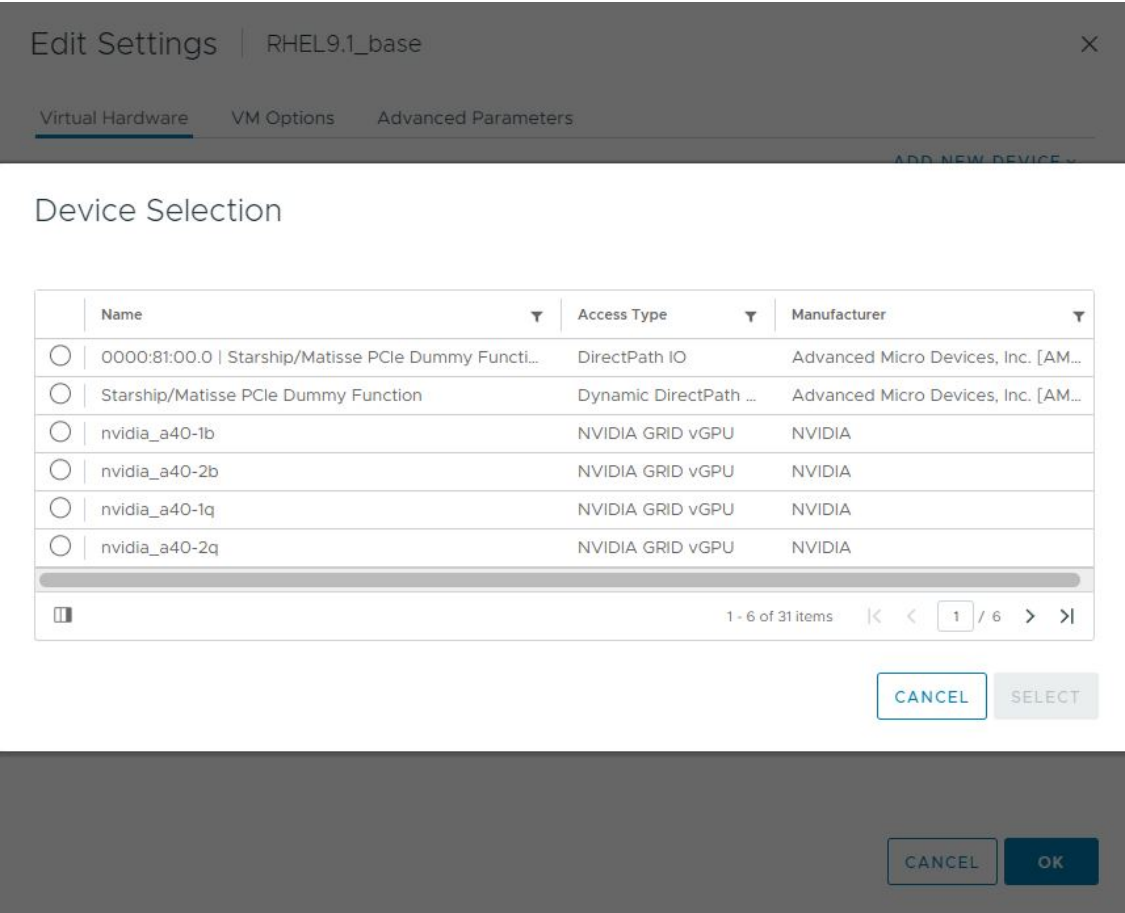 Edit Settings RHEL9.1_base
Virtual Hardware VM Options Advanced Parameters
ADD NEW DEVICE
Device Selection
Name Access Type Manufacturer
0000:81:00.0 | Starship/Matisse PCIe Dummy Functi... DirectPath IO Advanced Micro Devices, Inc. [AM...
Starship/Matisse PCIe Dummy Function Dynamic DirectPath ... Advanced Micro Devices, Inc. [AM...
nvidia_a40-1b NVIDIA GRID vGPU NVIDIA
nvidia_a40-2b NVIDIA GRID vGPU NVIDIA
nvidia_a40-1q NVIDIA GRID vGPU NVIDIA
nvidia_a40-2q NVIDIA GRID vGPU NVIDIA
1 - 6 of 31 items 1 / 6
CANCEL SELECT
CANCEL OK